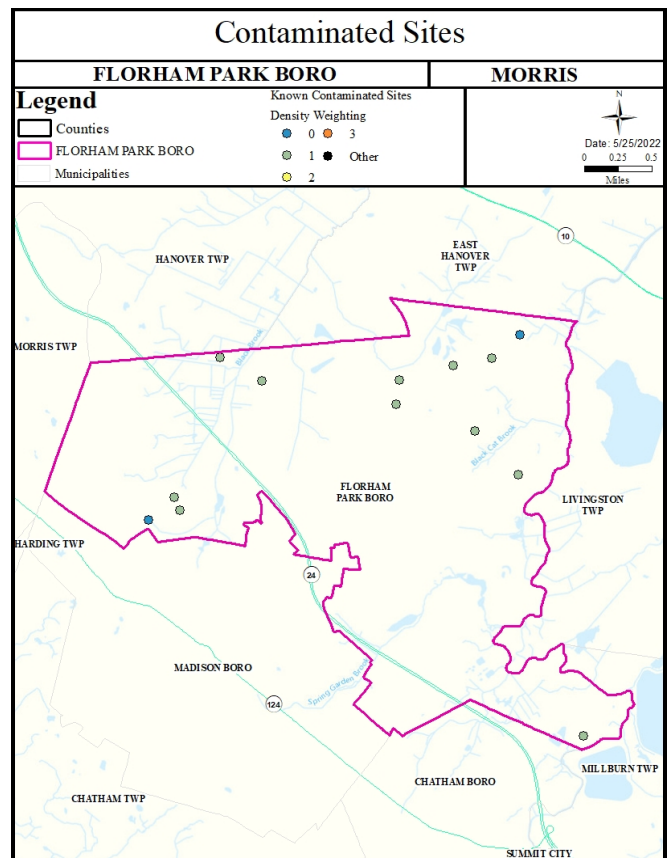 Contaminated Sites
FLORHAM PARK BORO
MORRIS
Legend
Counties
FLORHAM PARK BORO
Municipalities
Known Contaminated Sites
Density Weighting
0 3
1 Other
2
N
Date: 5/25/2022
0 0.25 0.5
Miles
10
HANOVER TWP
EAST
HANOVER
TWP
MORRIS TWP
Black Brook
Black Cat Brook
FLORHAM
PARK BORO
LIVINGSTON
TWP
HARDING TWP
24
MADISON BORO
Spring Garden Brook
124
MILLBURN TWP
CHATHAM BORO
CHATHAM TWP
SUMMIT CITY